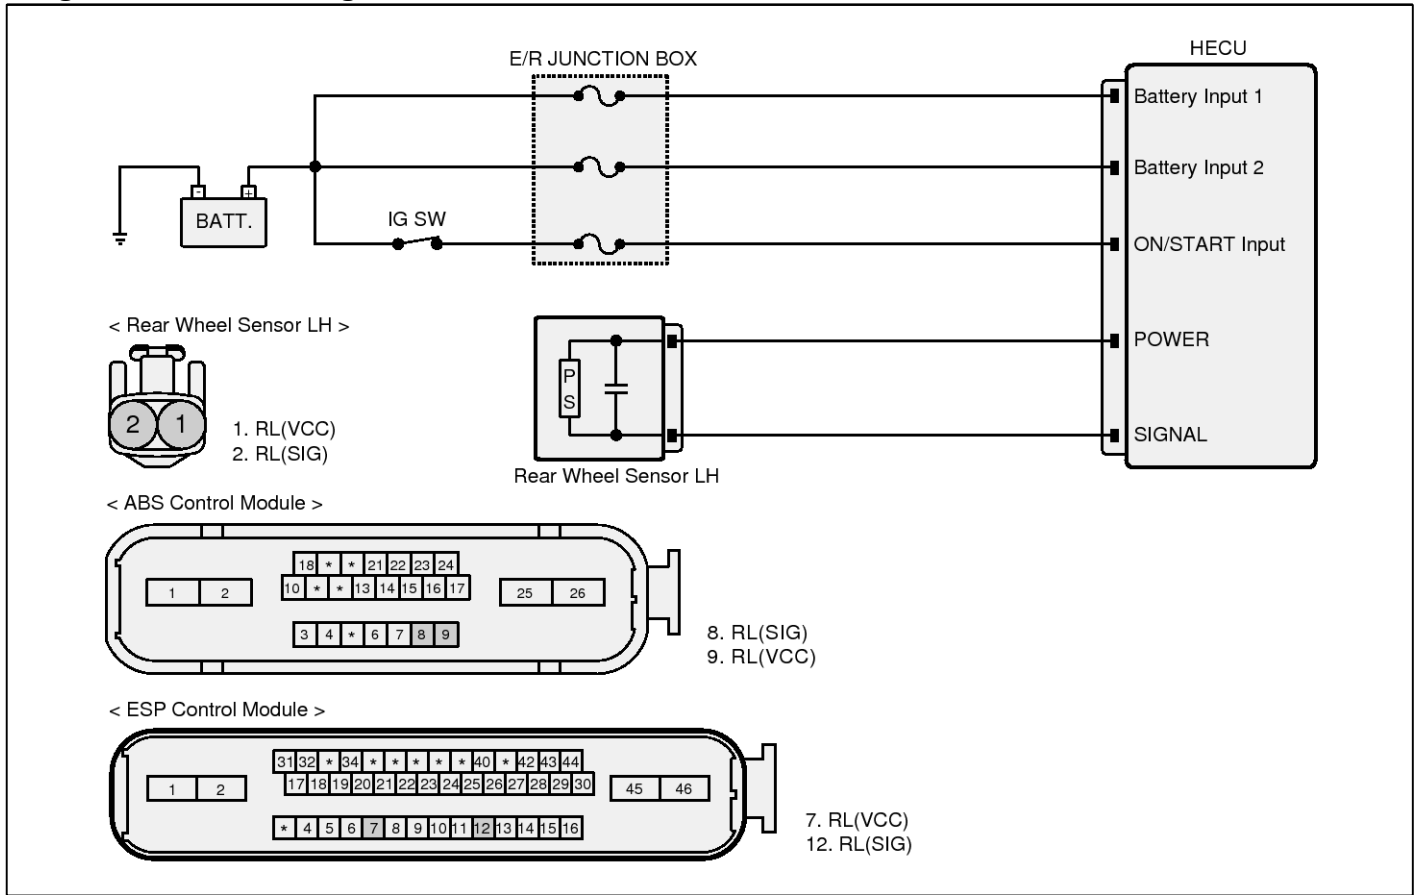 E/R JUNCTION BOX
HECU
Battery Input 1
Battery Input 2
- +
BATT.
IG SW
ON/START Input
< Rear Wheel Sensor LH >
POWER
P
S
2 1
1. RL(VCC)
2. RL(SIG)
SIGNAL
Rear Wheel Sensor LH
< ABS Control Module >
18 * * 21 22 23 24
10 * * 13 14 15 16 17
1 2
25 26
3 4 * 6 7 8 9
8. RL(SIG)
9. RL(VCC)
< ESP Control Module >
31 32 * 34 * * * * * 40 * 42 43 44
17 18 19 20 21 22 23 24 25 26 27 28 29 30
1 2
45 46
* 4 5 6 7 8 9 10 11 12 13 14 15 16
7. RL(VCC)
12. RL(SIG)